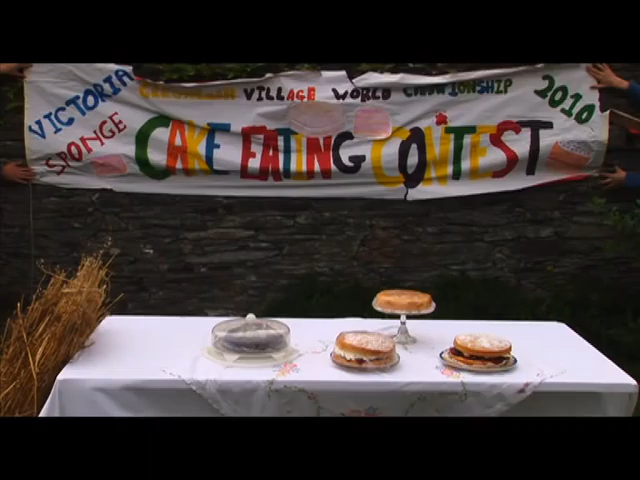 VICTORIA
SPONGE
VILLAGE WORLD CHAMPIONSHIP
CAKE EATING CONTEST
2010